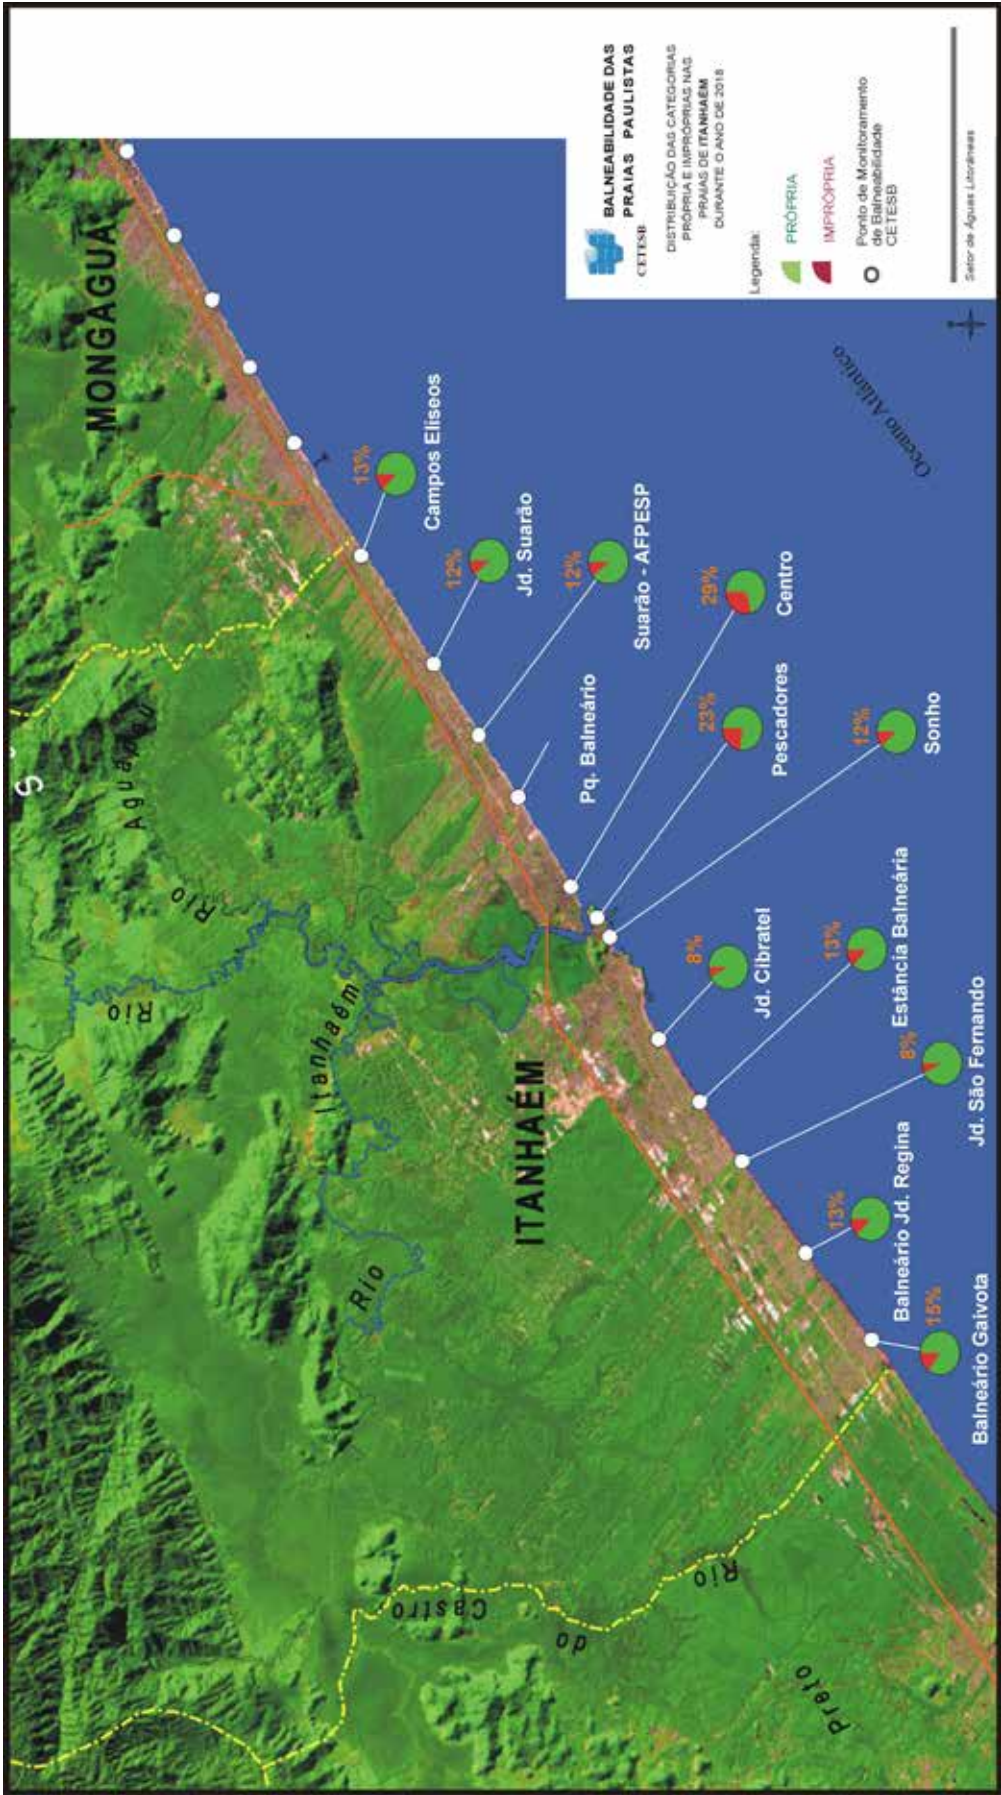 BALNEABILIDADE DAS
PRAIAS PAULISTAS
CETESB
DISTRIBUIÇÃO DAS CATEGORIAS
PRÓPRIA E IMPRÓPRIAS NAS
PRAIAS DE ITANHAÉM
DURANTE O ANO DE 2018
Legenda:
PRÓPRIA
IMPRÓPRIA
Ponto de Monitoramento
de Balneabilidade
CETESB
Setor de Águas Litorâneas
MONGAGUÁ
ITANHAÉM
S
Rio
Aguapeú
Rio
Rio
Itanhaém
Rio
Preto
do
Castro
Oceano Atlântico
13%
Campos Elíseos
12%
Jd. Suarão
12%
Suarão - AFPESP
Pq. Balneário
29%
Centro
23%
Pescadores
12%
Sonho
8%
Jd. Cibratel
13%
Estância Balneária
8%
Jd. São Fernando
13%
Balneário Jd. Regina
15%
Balneário Gaivota